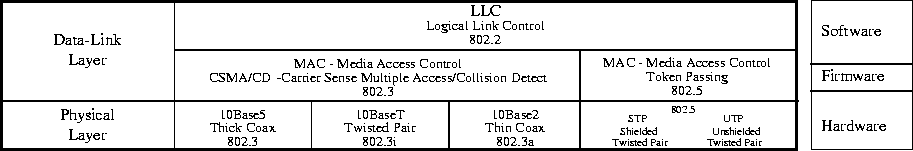 Data-Link
Layer
LLC
Logical Link Control
802.2
MAC - Media Access Control
CSMA/CD -Carrier Sense Multiple Access/Collision Detect
802.3
MAC - Media Access Control
Token Passing
802.5
Physical
Layer
10Base5
Thick Coax
802.3
10BaseT
Twisted Pair
802.3i
10Base2
Thin Coax
802.3a
802.5
STP
Shielded
Twisted Pair
UTP
Unshielded
Twisted Pair
Software
Firmware
Hardware